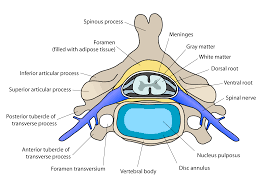 Spinous process
Meninges
Foramen
(filled with adipose tissue)
Gray matter
White matter
Inferior articular process
Dorsal root
Superior articular process
Ventral root
Spinal nerve
Posterior tubercle of
transverse process
Anterior tubercle of
transverse process
Nucleus pulposus
Foramen transversium
Vertebral body
Disc annulus